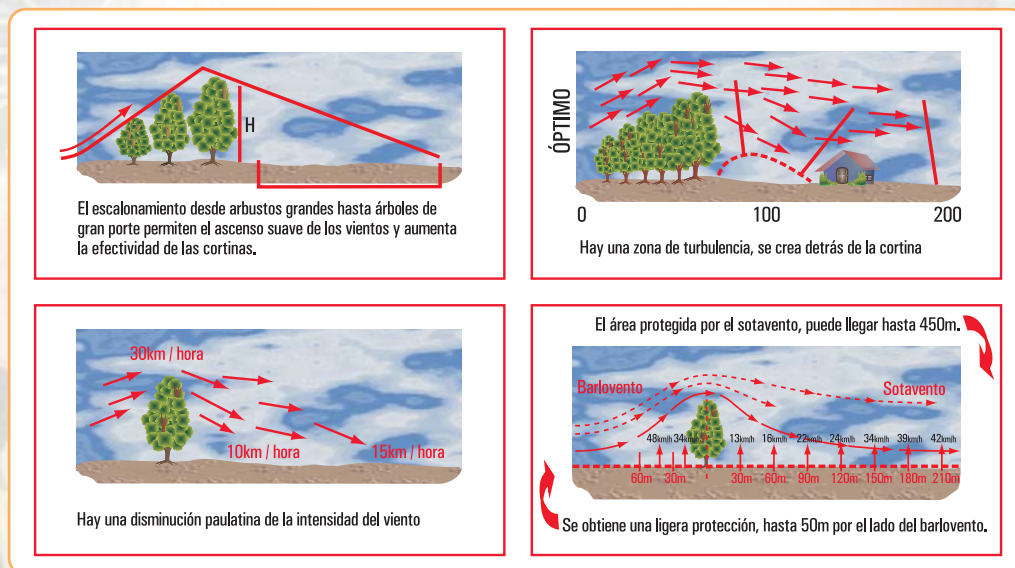 H
El escalonamiento desde arbustos grandes hasta árboles de
gran porte permiten el ascenso suave de los vientos y aumenta
la efectividad de las cortinas.
ÓPTIMO
0 100 200
Hay una zona de turbulencia, se crea detrás de la cortina
30km / hora
10km / hora 15km / hora
Hay una disminución paulatina de la intensidad del viento
El área protegida por el sotavento, puede llegar hasta 450m.
Barlovento Sotavento
48km/h 34km/h 13km/h 16km/h 22km/h 24km/h 34km/h 39km/h 42km/h
60m 30m 30m 60m 90m 120m 150m 180m 210m
Se obtiene una ligera protección, hasta 50m por el lado del barlovento.